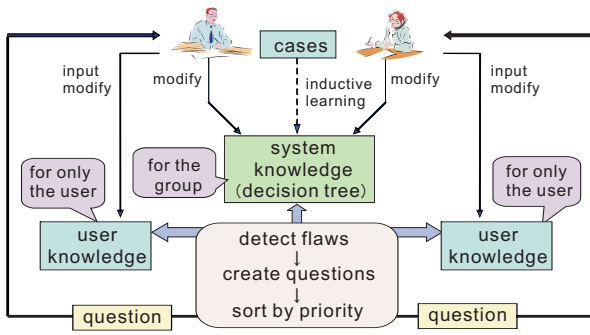 cases
input
modify
modify
inductive
learning
modify
input
modify
for only
the user
for the
group
system
knowledge
(decision tree)
for only
the user
user
knowledge
detect flaws
↓
create questions
↓
sort by priority
user
knowledge
question
question